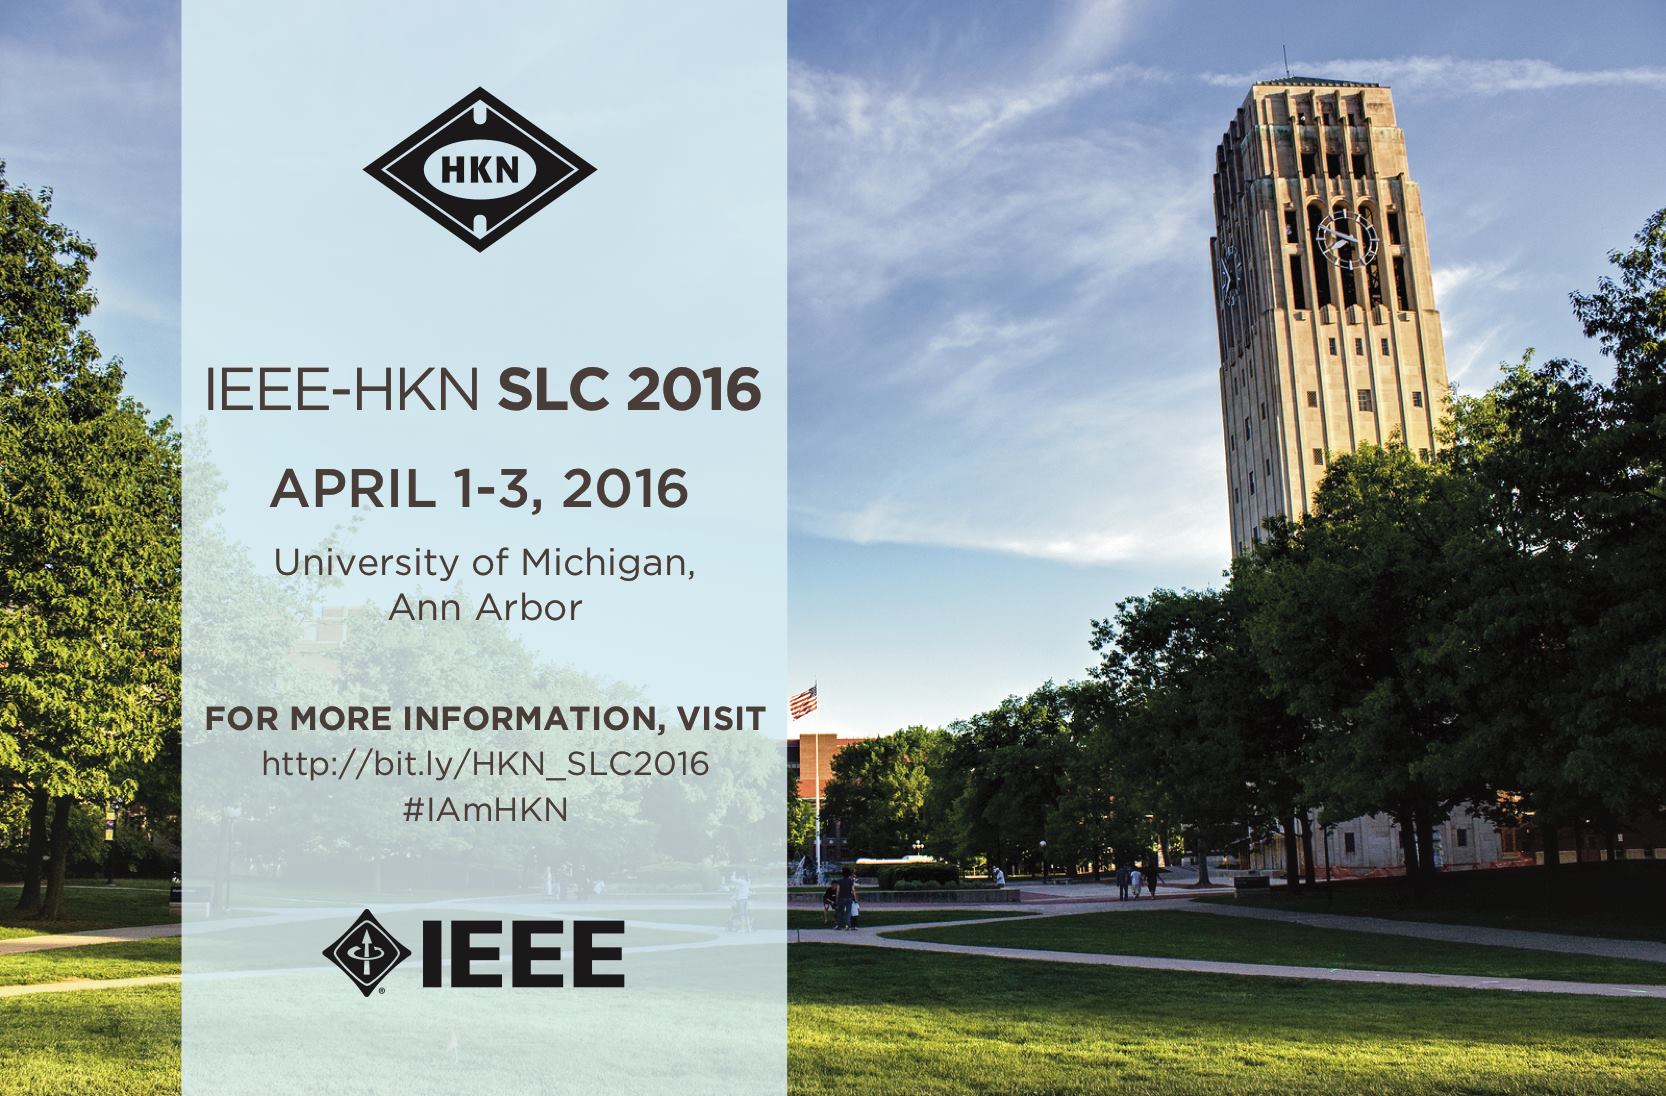 HKN
IEEE-HKN SLC 2016
APRIL 1-3, 2016
University of Michigan,
Ann Arbor
FOR MORE INFORMATION, VISIT
http://bit.ly/HKN_SLC2016
#IAmHKN
IEEE
®